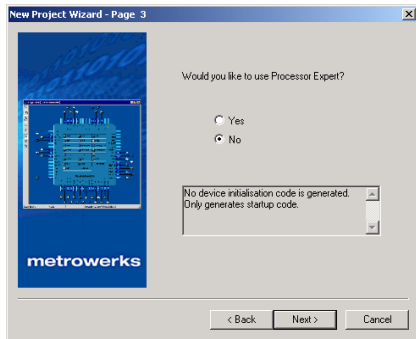 New Project Wizard - Page 3
Would you like to use Processor Expert?
Yes
No
No device initialisation code is generated.
Only generates startup code.
metrowerks
< Back
Next >
Cancel